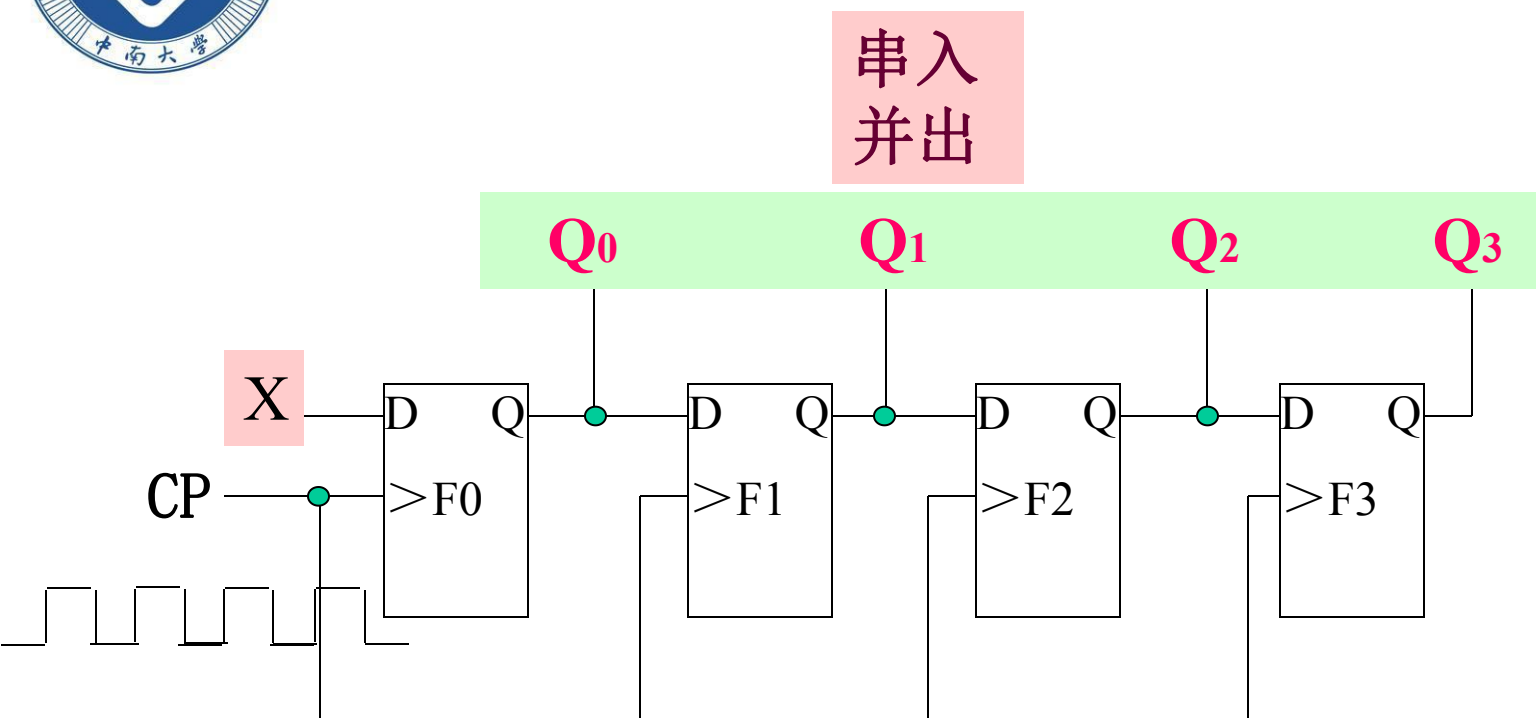 中南大学
串入
并出
Q0 Q1 Q2 Q3
X
D Q D Q D Q D Q
CP >F0 >F1 >F2 >F3